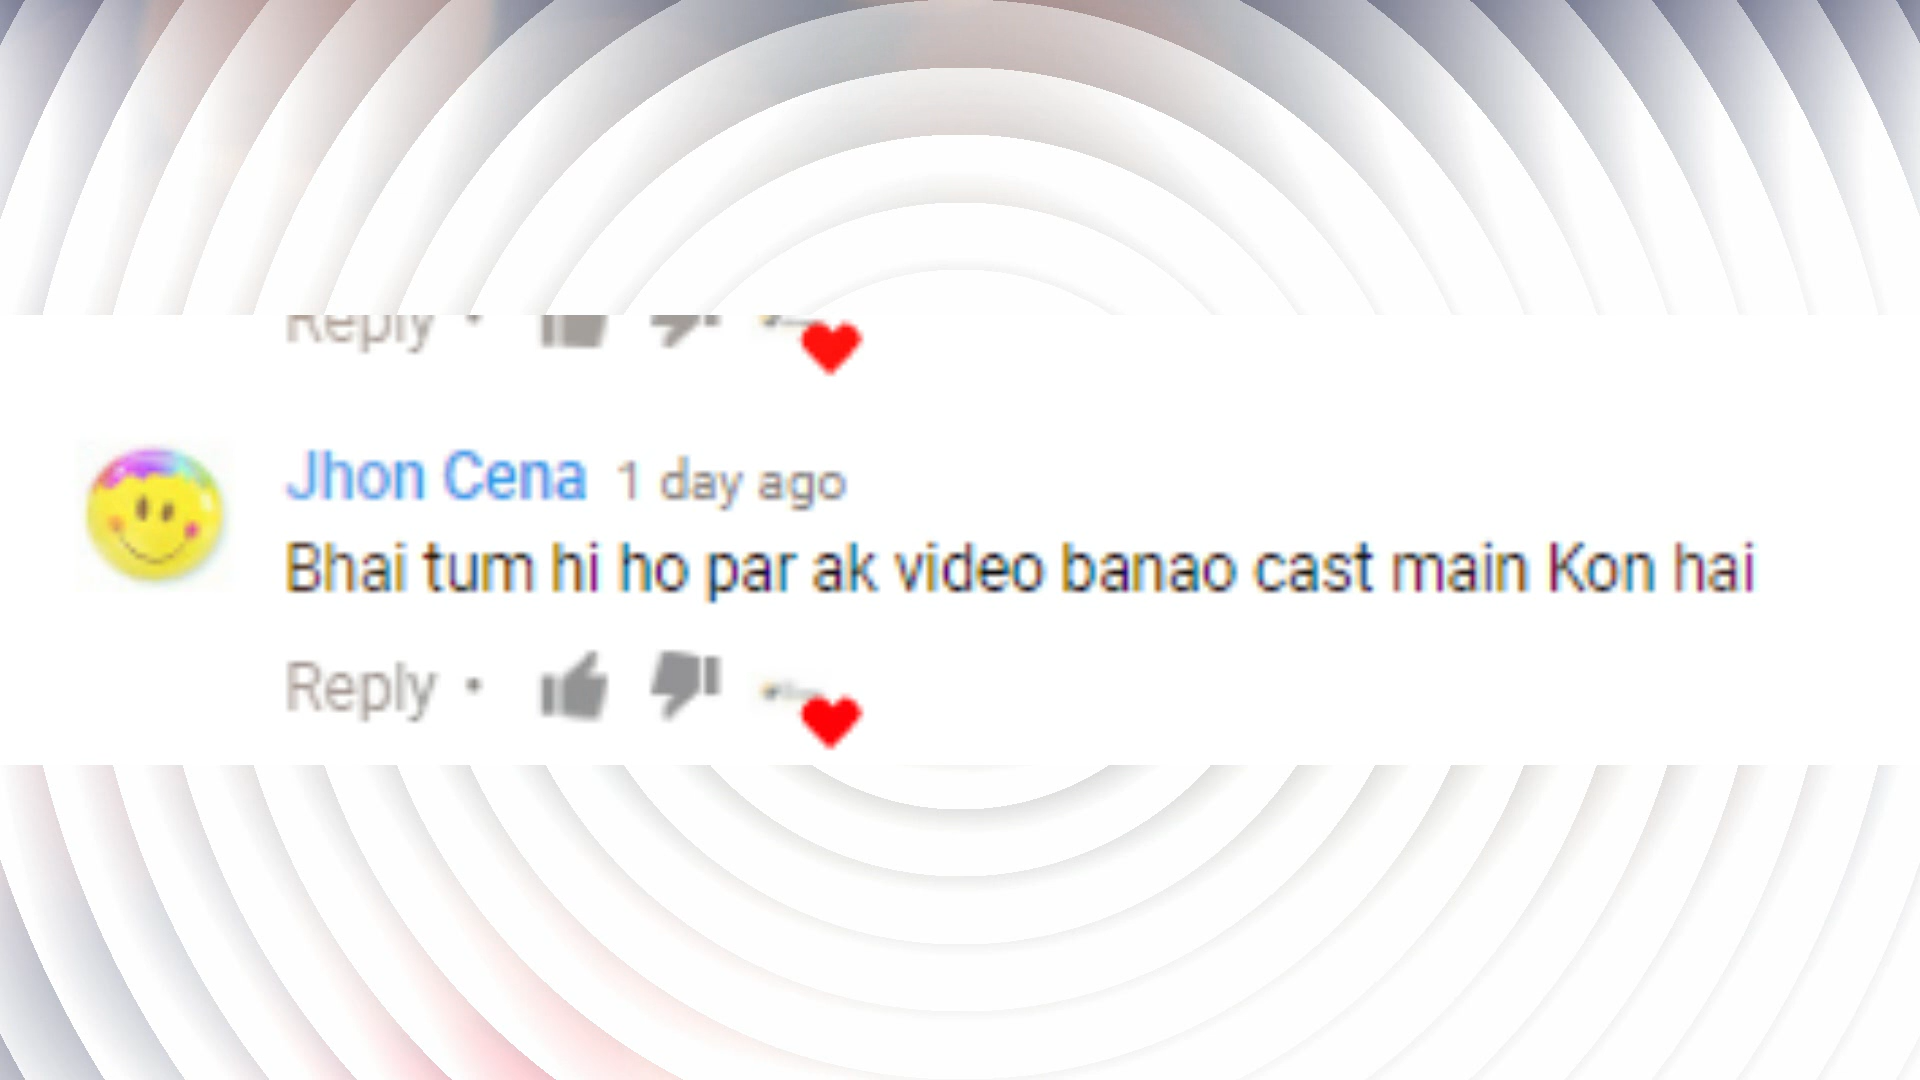 Reply •
Jhon Cena 1 day ago
Bhai tum hi ho par ak video banao cast main Kon hai
Reply •